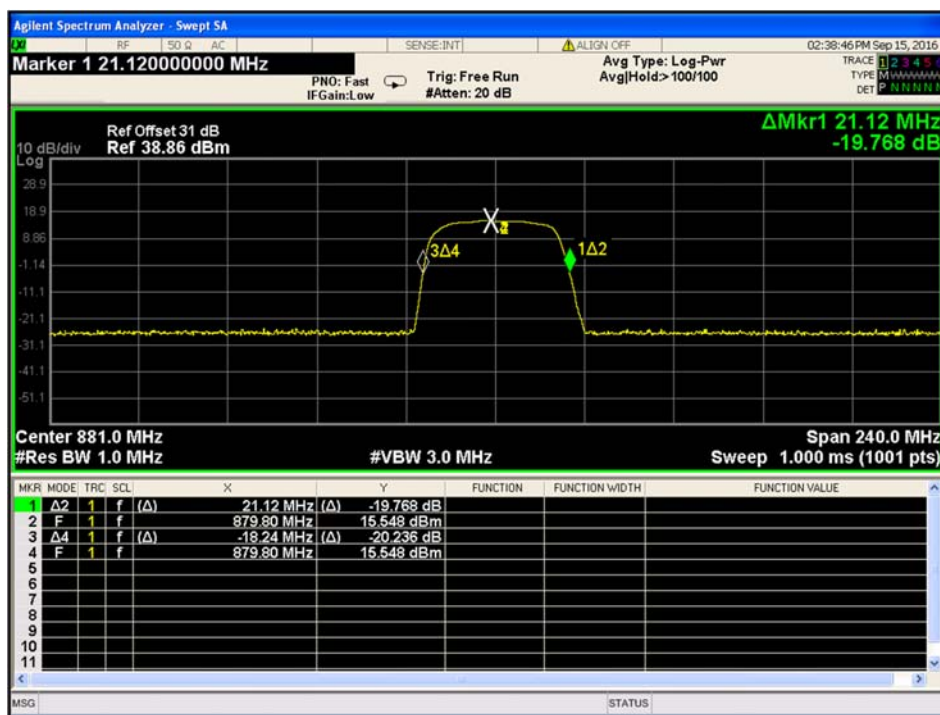 Agilent Spectrum Analyzer - Swept SA
RF 50 Ω AC SENSE:INT ALIGN OFF 02:38:46 PM Sep 15, 2016
Marker 1 21.120000000 MHz
PNO: Fast
IFGain:Low
Trig: Free Run
#Atten: 20 dB
Avg Type: Log-Pwr
Avg|Hold:> 100/100
TRACE 1 2 3 4 5
TYPE M
DET P N N N N
ΔMkr1 21.12 MHz
-19.768 dB
Ref Offset 31 dB
10 dB/div Ref 38.86 dBm
Log
28.9
18.9
8.86
-1.14
-11.1
-21.1
-31.1
-41.1
-51.1
3Δ4
1Δ2
Center 881.0 MHz Span 240.0 MHz
#Res BW 1.0 MHz #VBW 3.0 MHz Sweep 1.000 ms (1001 pts)
MKR MODE TRC SCL X Y FUNCTION FUNCTION WIDTH FUNCTION VALUE
1 Δ2 1 f (Δ) 21.12 MHz (Δ) -19.768 dB
2 F 1 f 879.80 MHz 15.548 dBm
3 Δ4 1 f (Δ) -18.24 MHz (Δ) -20.236 dB
4 F 1 f 879.80 MHz 15.548 dBm
5
6
7
8
9
10
11
MSG STATUS